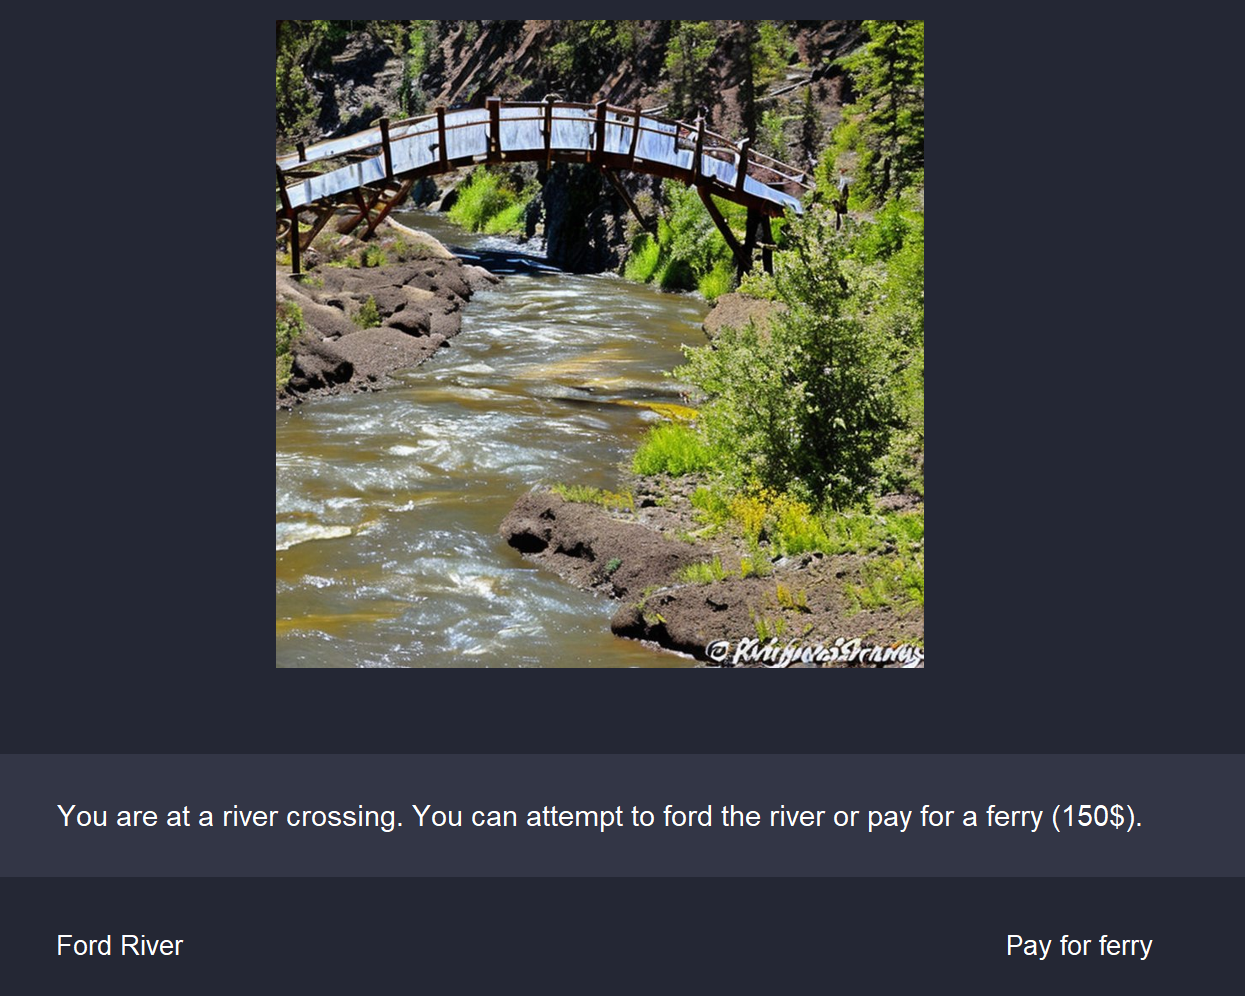 You are at a river crossing. You can attempt to ford the river or pay for a ferry (150$).
Ford River
Pay for ferry